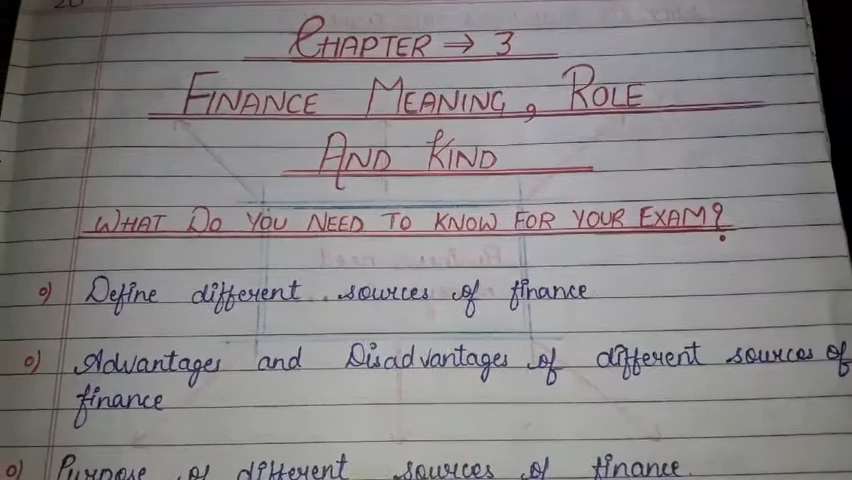 CHAPTER → 3
FINANCE MEANING, ROLE
AND KIND
WHAT DO YOU NEED TO KNOW FOR YOUR EXAM?
o) Define different sources of finance
o) Advantages and Disadvantages of different sources of
finance
o) Purpose of different sources of finance.